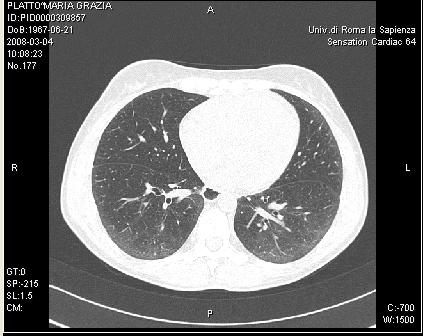 PLATTO^MARIA GRAZIA
ID:PID0000309857
DoB:1967-06-21
2008-03-04
10:08:23
No.177
A
Univ.di Roma la Sapienza
Sensation Cardiac 64
R
L
GT:0
SP:-215
SL:1.5
CM:
P
C:-700
W:1500